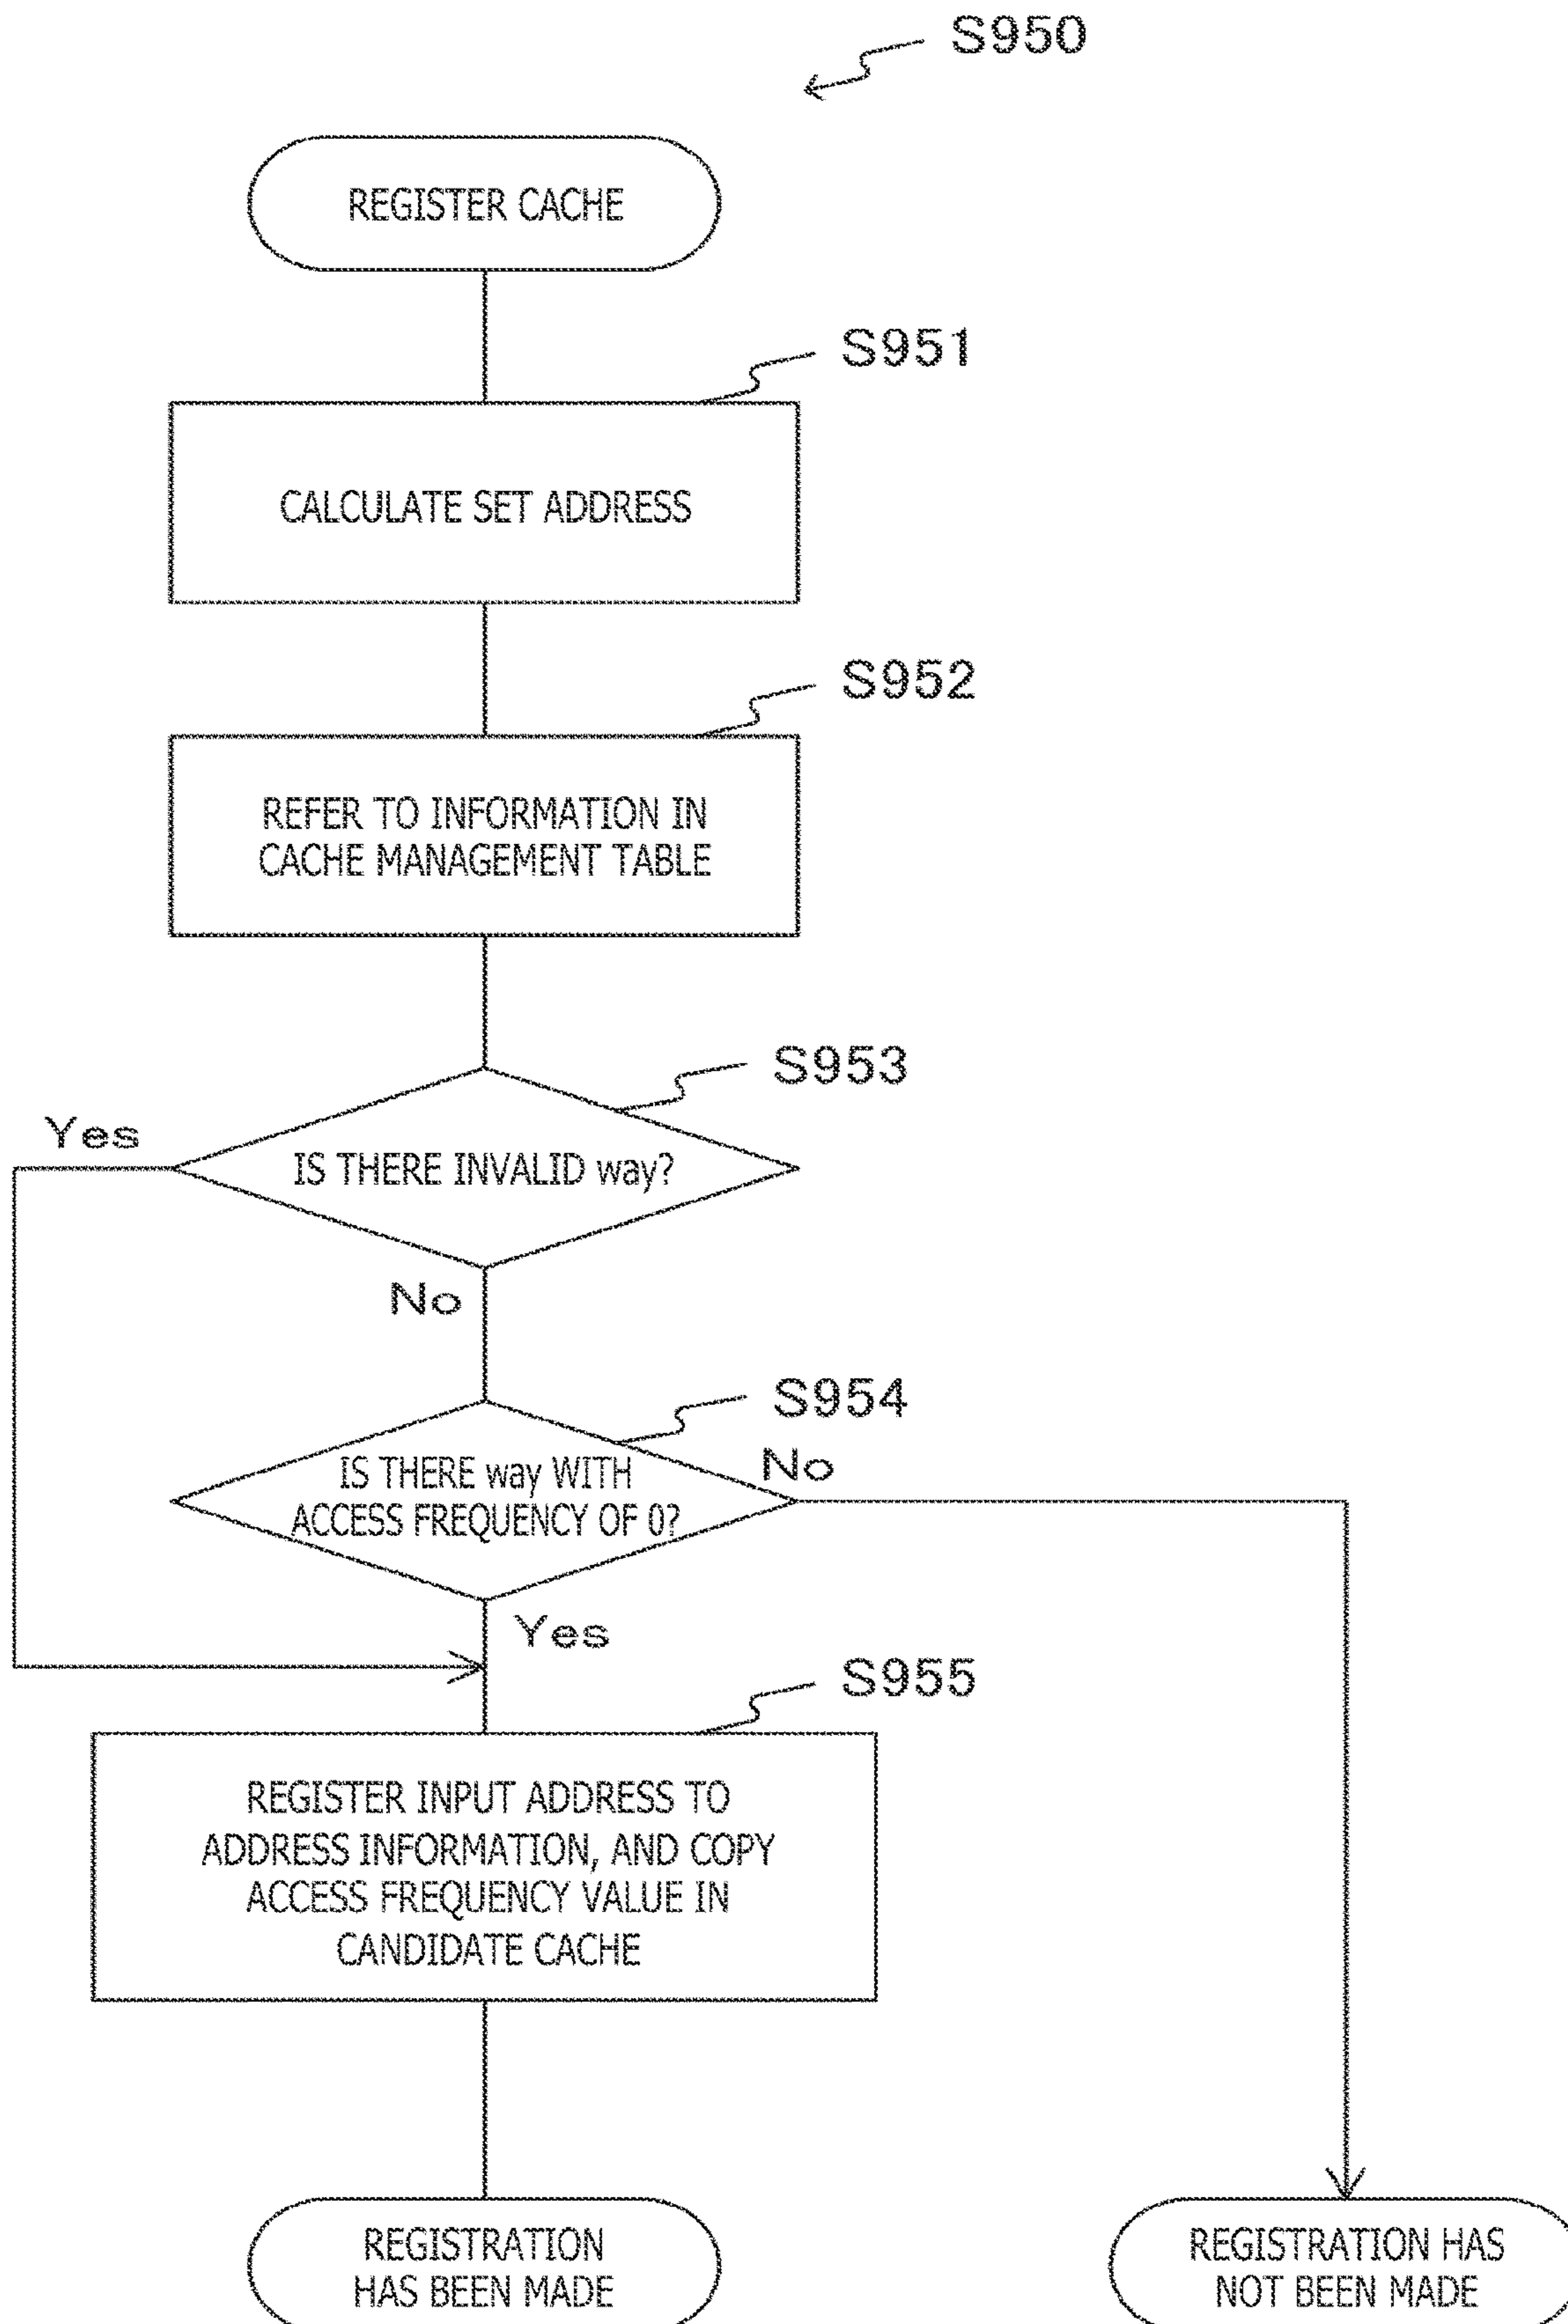 S950
REGISTER CACHE
S951
CALCULATE SET ADDRESS
S952
REFER TO INFORMATION IN
CACHE MANAGEMENT TABLE
S953
Yes
IS THERE INVALID way?
No
S954
IS THERE way WITH
ACCESS FREQUENCY OF 0?
No
Yes
S955
REGISTER INPUT ADDRESS TO
ADDRESS INFORMATION, AND COPY
ACCESS FREQUENCY VALUE IN
CANDIDATE CACHE
REGISTRATION
HAS BEEN MADE
REGISTRATION HAS
NOT BEEN MADE